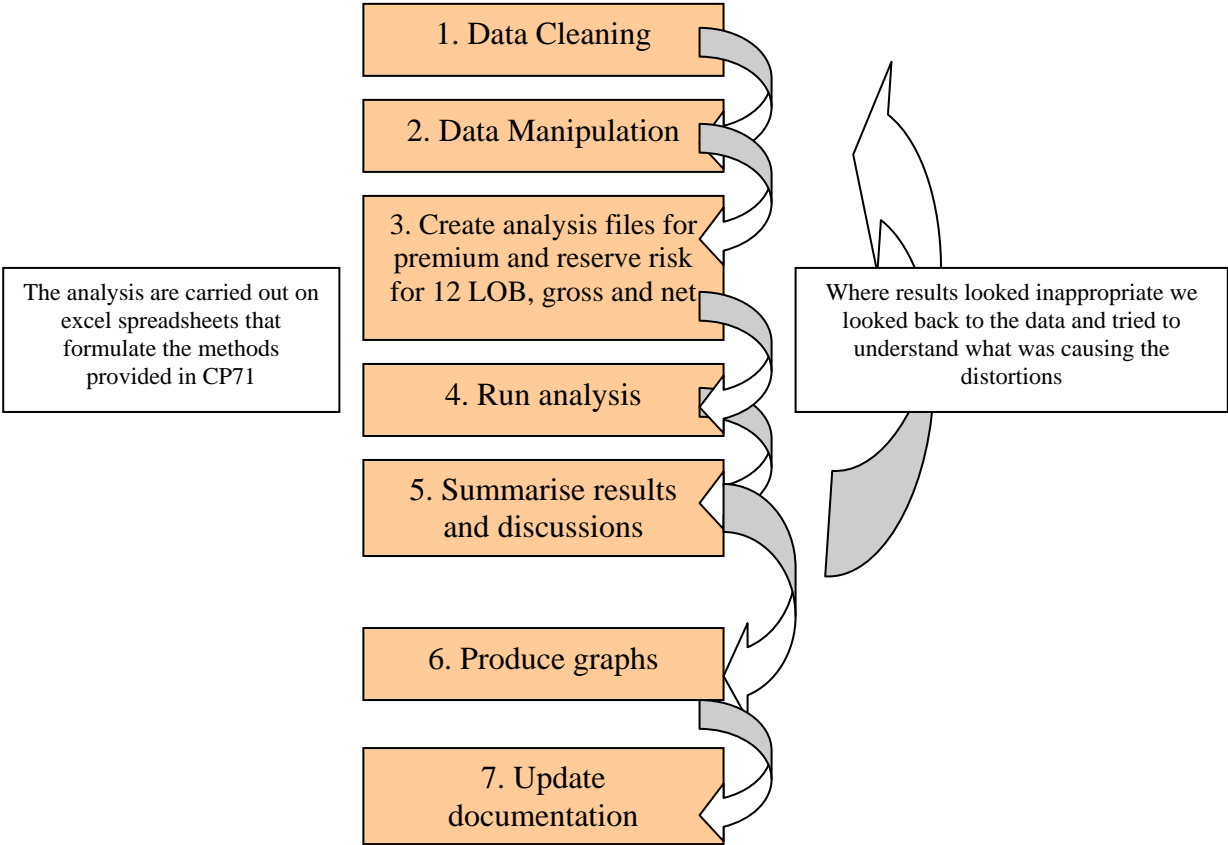 1. Data Cleaning
2. Data Manipulation
3. Create analysis files for
premium and reserve risk
for 12 LOB, gross and net
The analysis are carried out on
excel spreadsheets that
formulate the methods
provided in CP71
Where results looked inappropriate we
looked back to the data and tried to
understand what was causing the
distortions
4. Run analysis
5. Summarise results
and discussions
6. Produce graphs
7. Update
documentation